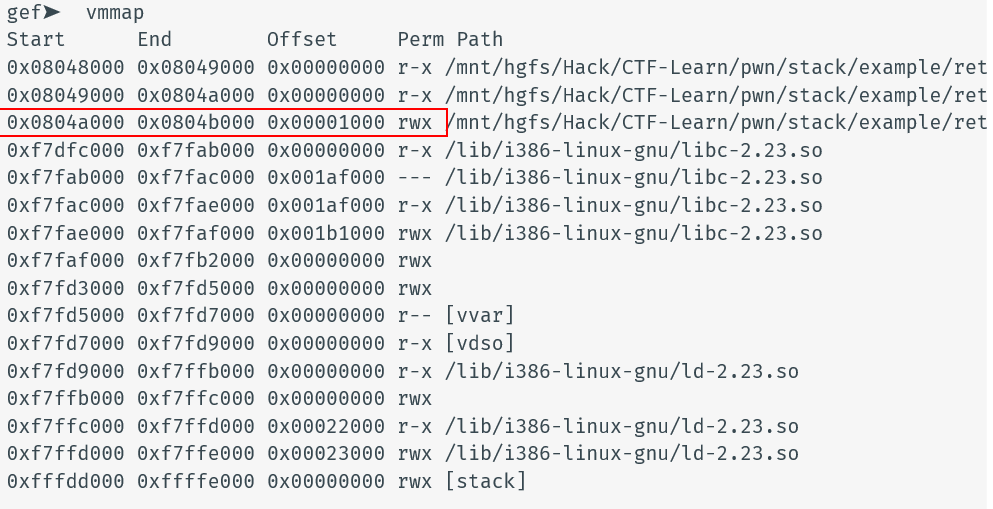 gef➤  vmmap
Start      End        Offset     Perm Path
0x08048000 0x08049000 0x00000000 r-x /mnt/hgfs/Hack/CTF-Learn/pwn/stack/example/ret
0x08049000 0x0804a000 0x00000000 r-x /mnt/hgfs/Hack/CTF-Learn/pwn/stack/example/ret
0x0804a000 0x0804b000 0x00001000 rwx /mnt/hgfs/Hack/CTF-Learn/pwn/stack/example/ret
0xf7dfc000 0xf7fab000 0x00000000 r-x /lib/i386-linux-gnu/libc-2.23.so
0xf7fab000 0xf7fac000 0x001af000 --- /lib/i386-linux-gnu/libc-2.23.so
0xf7fac000 0xf7fae000 0x001af000 r-x /lib/i386-linux-gnu/libc-2.23.so
0xf7fae000 0xf7faf000 0x001b1000 rwx /lib/i386-linux-gnu/libc-2.23.so
0xf7faf000 0xf7fb2000 0x00000000 rwx
0xf7fd3000 0xf7fd5000 0x00000000 rwx
0xf7fd5000 0xf7fd7000 0x00000000 r-- [vvar]
0xf7fd7000 0xf7fd9000 0x00000000 r-x [vdso]
0xf7fd9000 0xf7ffb000 0x00000000 r-x /lib/i386-linux-gnu/ld-2.23.so
0xf7ffb000 0xf7ffc000 0x00000000 rwx
0xf7ffc000 0xf7ffd000 0x00022000 r-x /lib/i386-linux-gnu/ld-2.23.so
0xf7ffd000 0xf7ffe000 0x00023000 rwx /lib/i386-linux-gnu/ld-2.23.so
0xfffdd000 0xffffe000 0x00000000 rwx [stack]